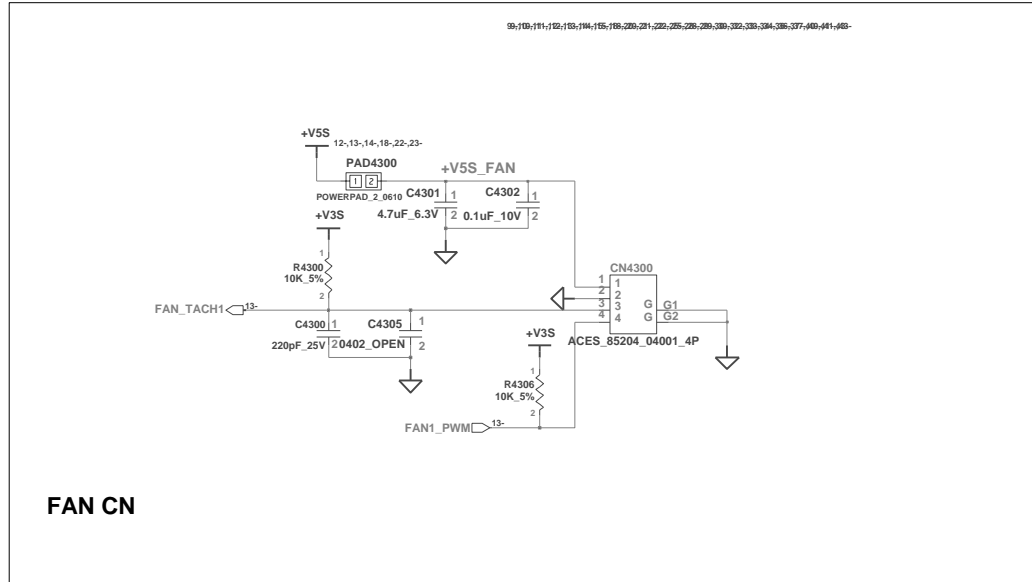 +V5S
12-,13-,14-,18-,22-,23-
PAD4300
1 2
POWERPAD_2_0610
+V5S_FAN
C4301
1
4.7uF_6.3V
2
C4302
1
0.1uF_10V
2
+V3S
1
R4300
10K_5%
2
CN4300
1 1
2 2
3 3
4 4
G G1
G G2
ACES_85204_04001_4P
FAN_TACH1
13-
C4300
1
220pF_25V
2
C4305
1
0402_OPEN
2
+V3S
1
R4306
10K_5%
2
FAN1_PWM
13-
FAN CN